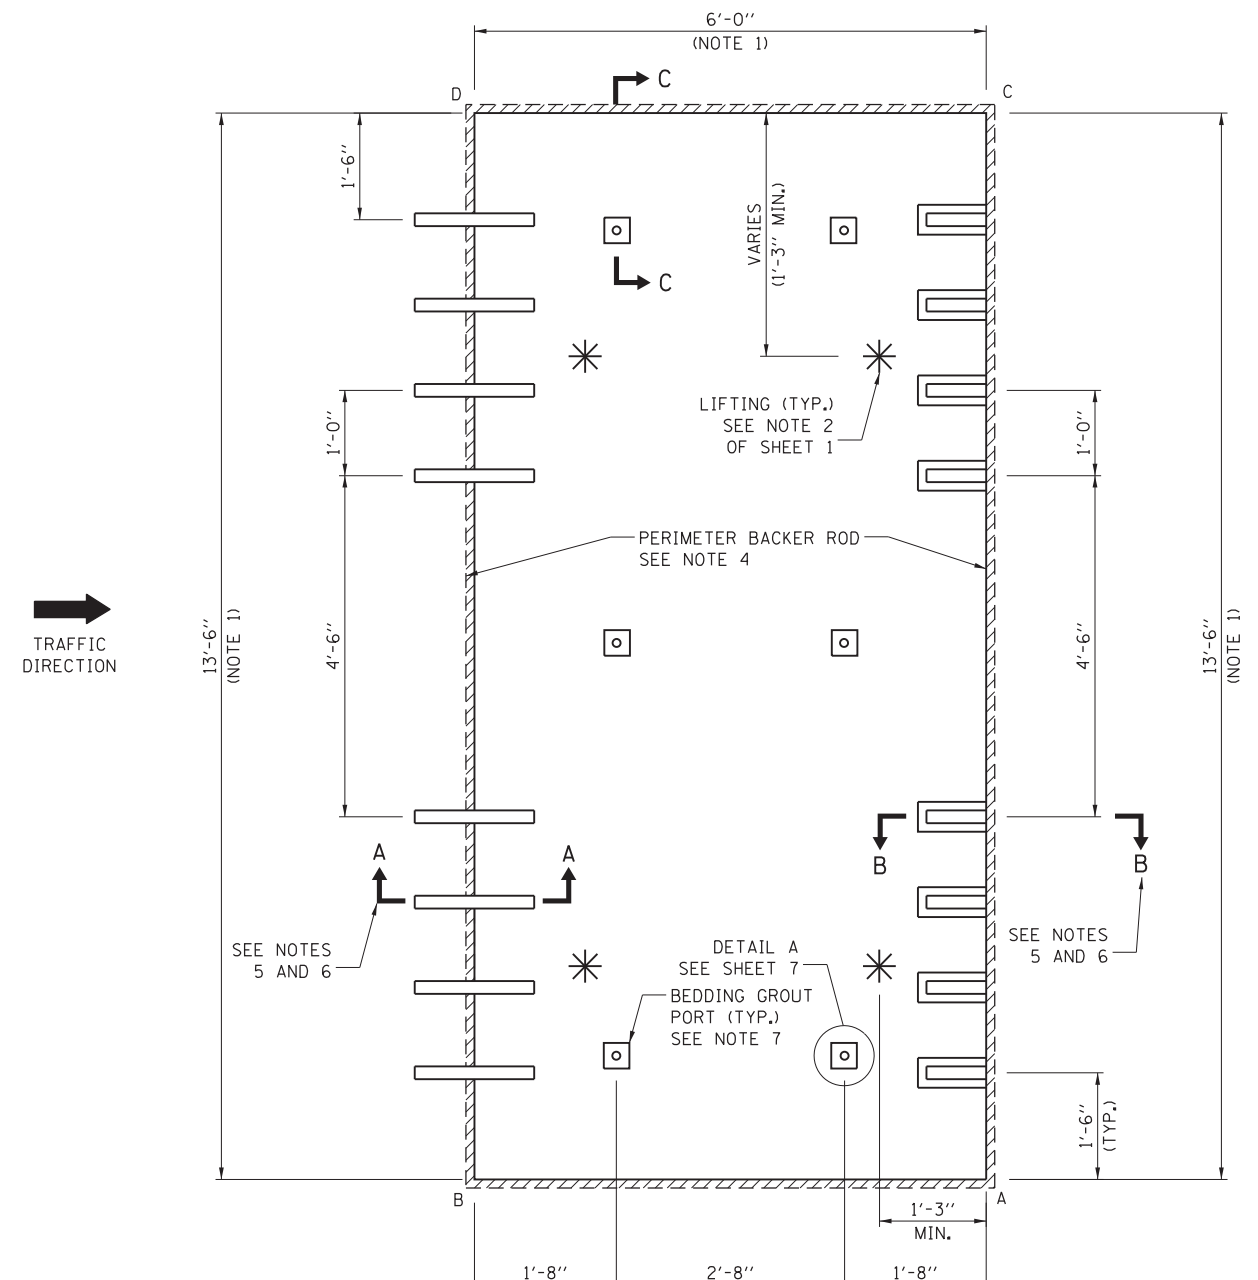 6'-0''
(NOTE 1)
C
D
C
1'-6''
VARIES
(1'-3'' MIN.)
C
LIFTING (TYP.)
SEE NOTE 2
OF SHEET 1
1'-0''
1'-0''
PERIMETER BACKER ROD
SEE NOTE 4
TRAFFIC
DIRECTION
13'-6''
(NOTE 1)
4'-6''
4'-6''
13'-6''
(NOTE 1)
A
A
B
B
SEE NOTES
5 AND 6
DETAIL A
SEE SHEET 7
SEE NOTES
5 AND 6
BEDDING GROUT
PORT (TYP.)
SEE NOTE 7
1'-6''
(TYP.)
B
A
1'-3''
MIN.
1'-8''
2'-8''
1'-8''